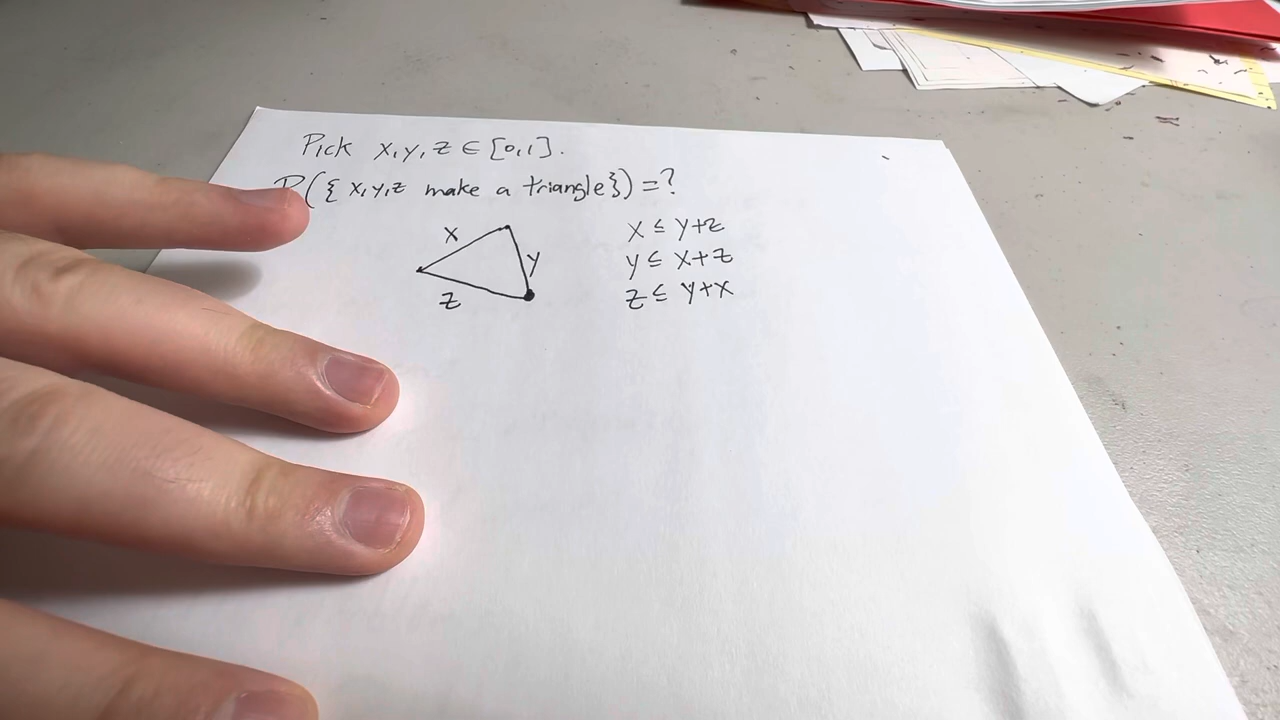 Pick x,y,z ∈ [0,1].
P({x,y,z make a triangle})=?
x ≤ y+z
x
y ≤ x+z
y
z ≤ y+x
z